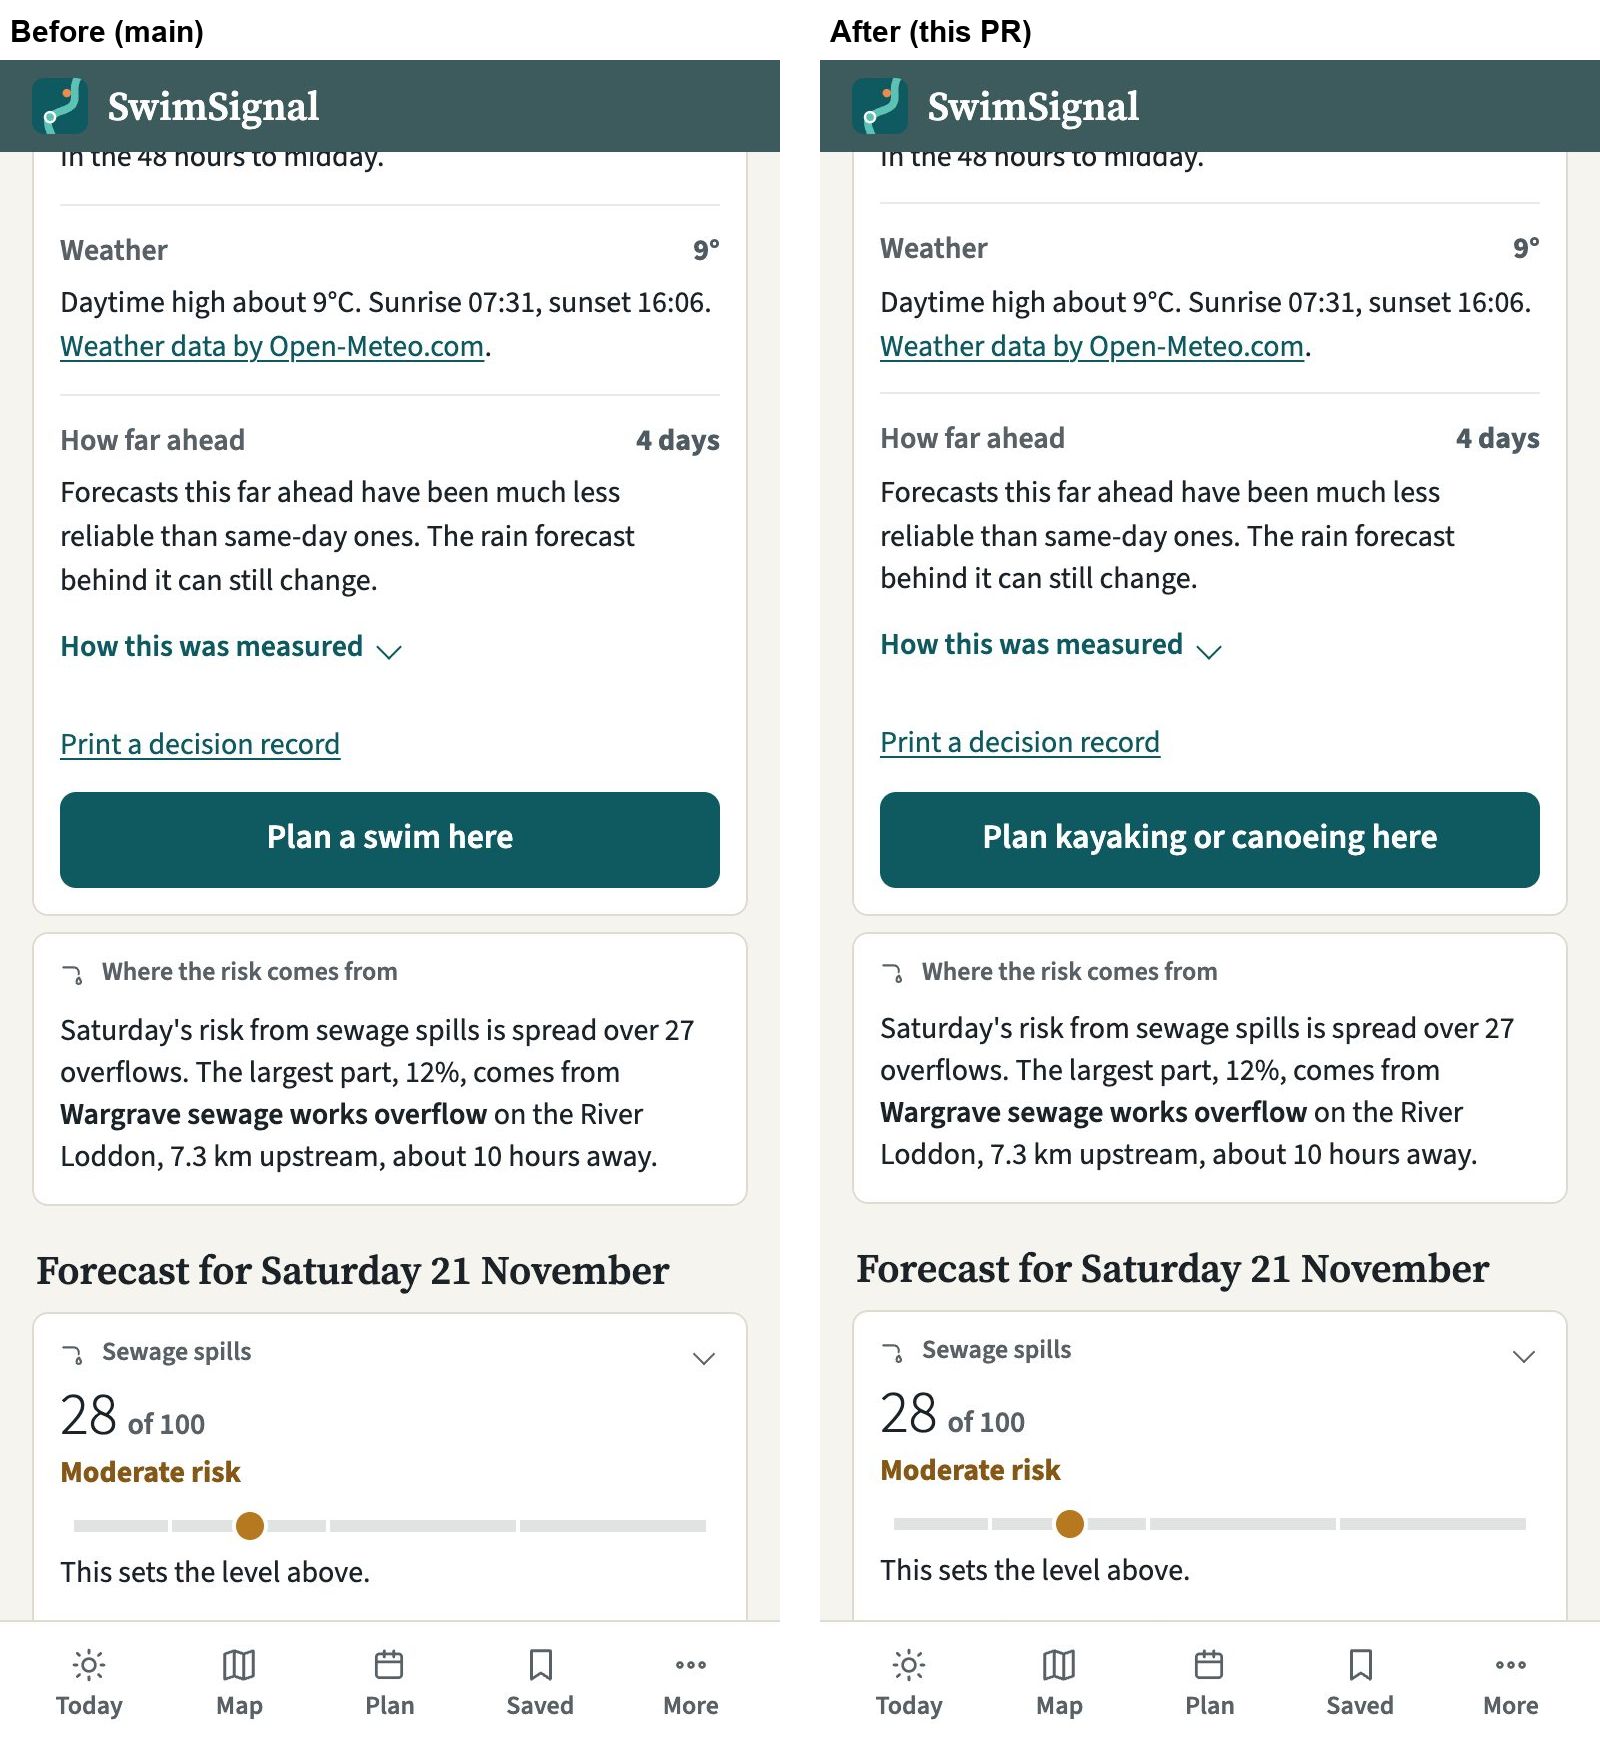 Before (main)
SwimSignal
in the 48 hours to midday.
Weather
9°
Daytime high about 9°C. Sunrise 07:31, sunset 16:06.
Weather data by Open-Meteo.com.
How far ahead
4 days
Forecasts this far ahead have been much less
reliable than same-day ones. The rain forecast
behind it can still change.
How this was measured
Print a decision record
Plan a swim here
Where the risk comes from
Saturday's risk from sewage spills is spread over 27
overflows. The largest part, 12%, comes from
Wargrave sewage works overflow on the River
Loddon, 7.3 km upstream, about 10 hours away.
Forecast for Saturday 21 November
Sewage spills
28 of 100
Moderate risk
This sets the level above.
Today
Map
Plan
Saved
More
After (this PR)
SwimSignal
in the 48 hours to midday.
Weather
9°
Daytime high about 9°C. Sunrise 07:31, sunset 16:06.
Weather data by Open-Meteo.com.
How far ahead
4 days
Forecasts this far ahead have been much less
reliable than same-day ones. The rain forecast
behind it can still change.
How this was measured
Print a decision record
Plan kayaking or canoeing here
Where the risk comes from
Saturday's risk from sewage spills is spread over 27
overflows. The largest part, 12%, comes from
Wargrave sewage works overflow on the River
Loddon, 7.3 km upstream, about 10 hours away.
Forecast for Saturday 21 November
Sewage spills
28 of 100
Moderate risk
This sets the level above.
Today
Map
Plan
Saved
More